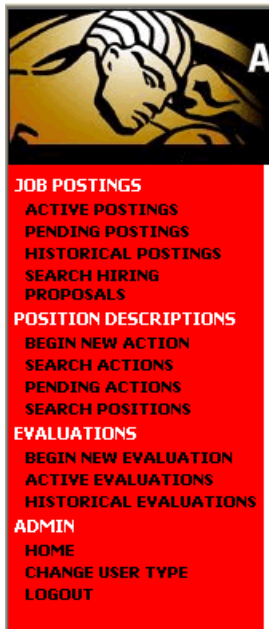 A
JOB POSTINGS
ACTIVE POSTINGS
PENDING POSTINGS
HISTORICAL POSTINGS
SEARCH HIRING
PROPOSALS
POSITION DESCRIPTIONS
BEGIN NEW ACTION
SEARCH ACTIONS
PENDING ACTIONS
SEARCH POSITIONS
EVALUATIONS
BEGIN NEW EVALUATION
ACTIVE EVALUATIONS
HISTORICAL EVALUATIONS
ADMIN
HOME
CHANGE USER TYPE
LOGOUT